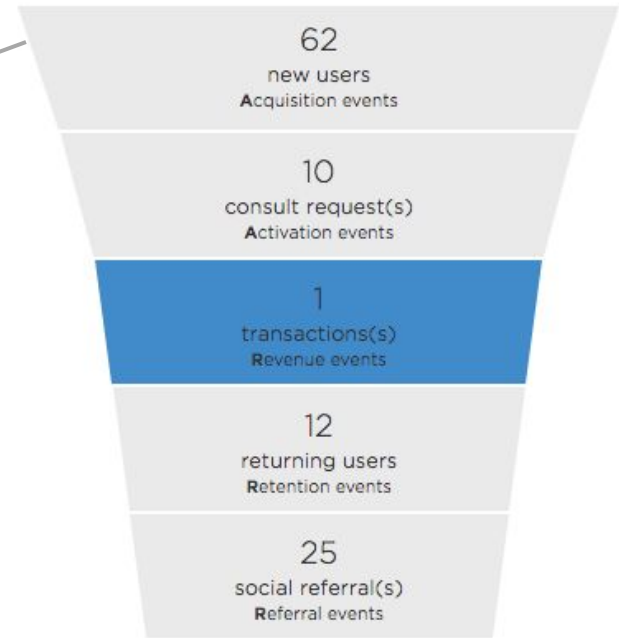 62
new users
Acquisition events
10
consult request(s)
Activation events
1
transactions(s)
Revenue events
12
returning users
Retention events
25
social referral(s)
Referral events